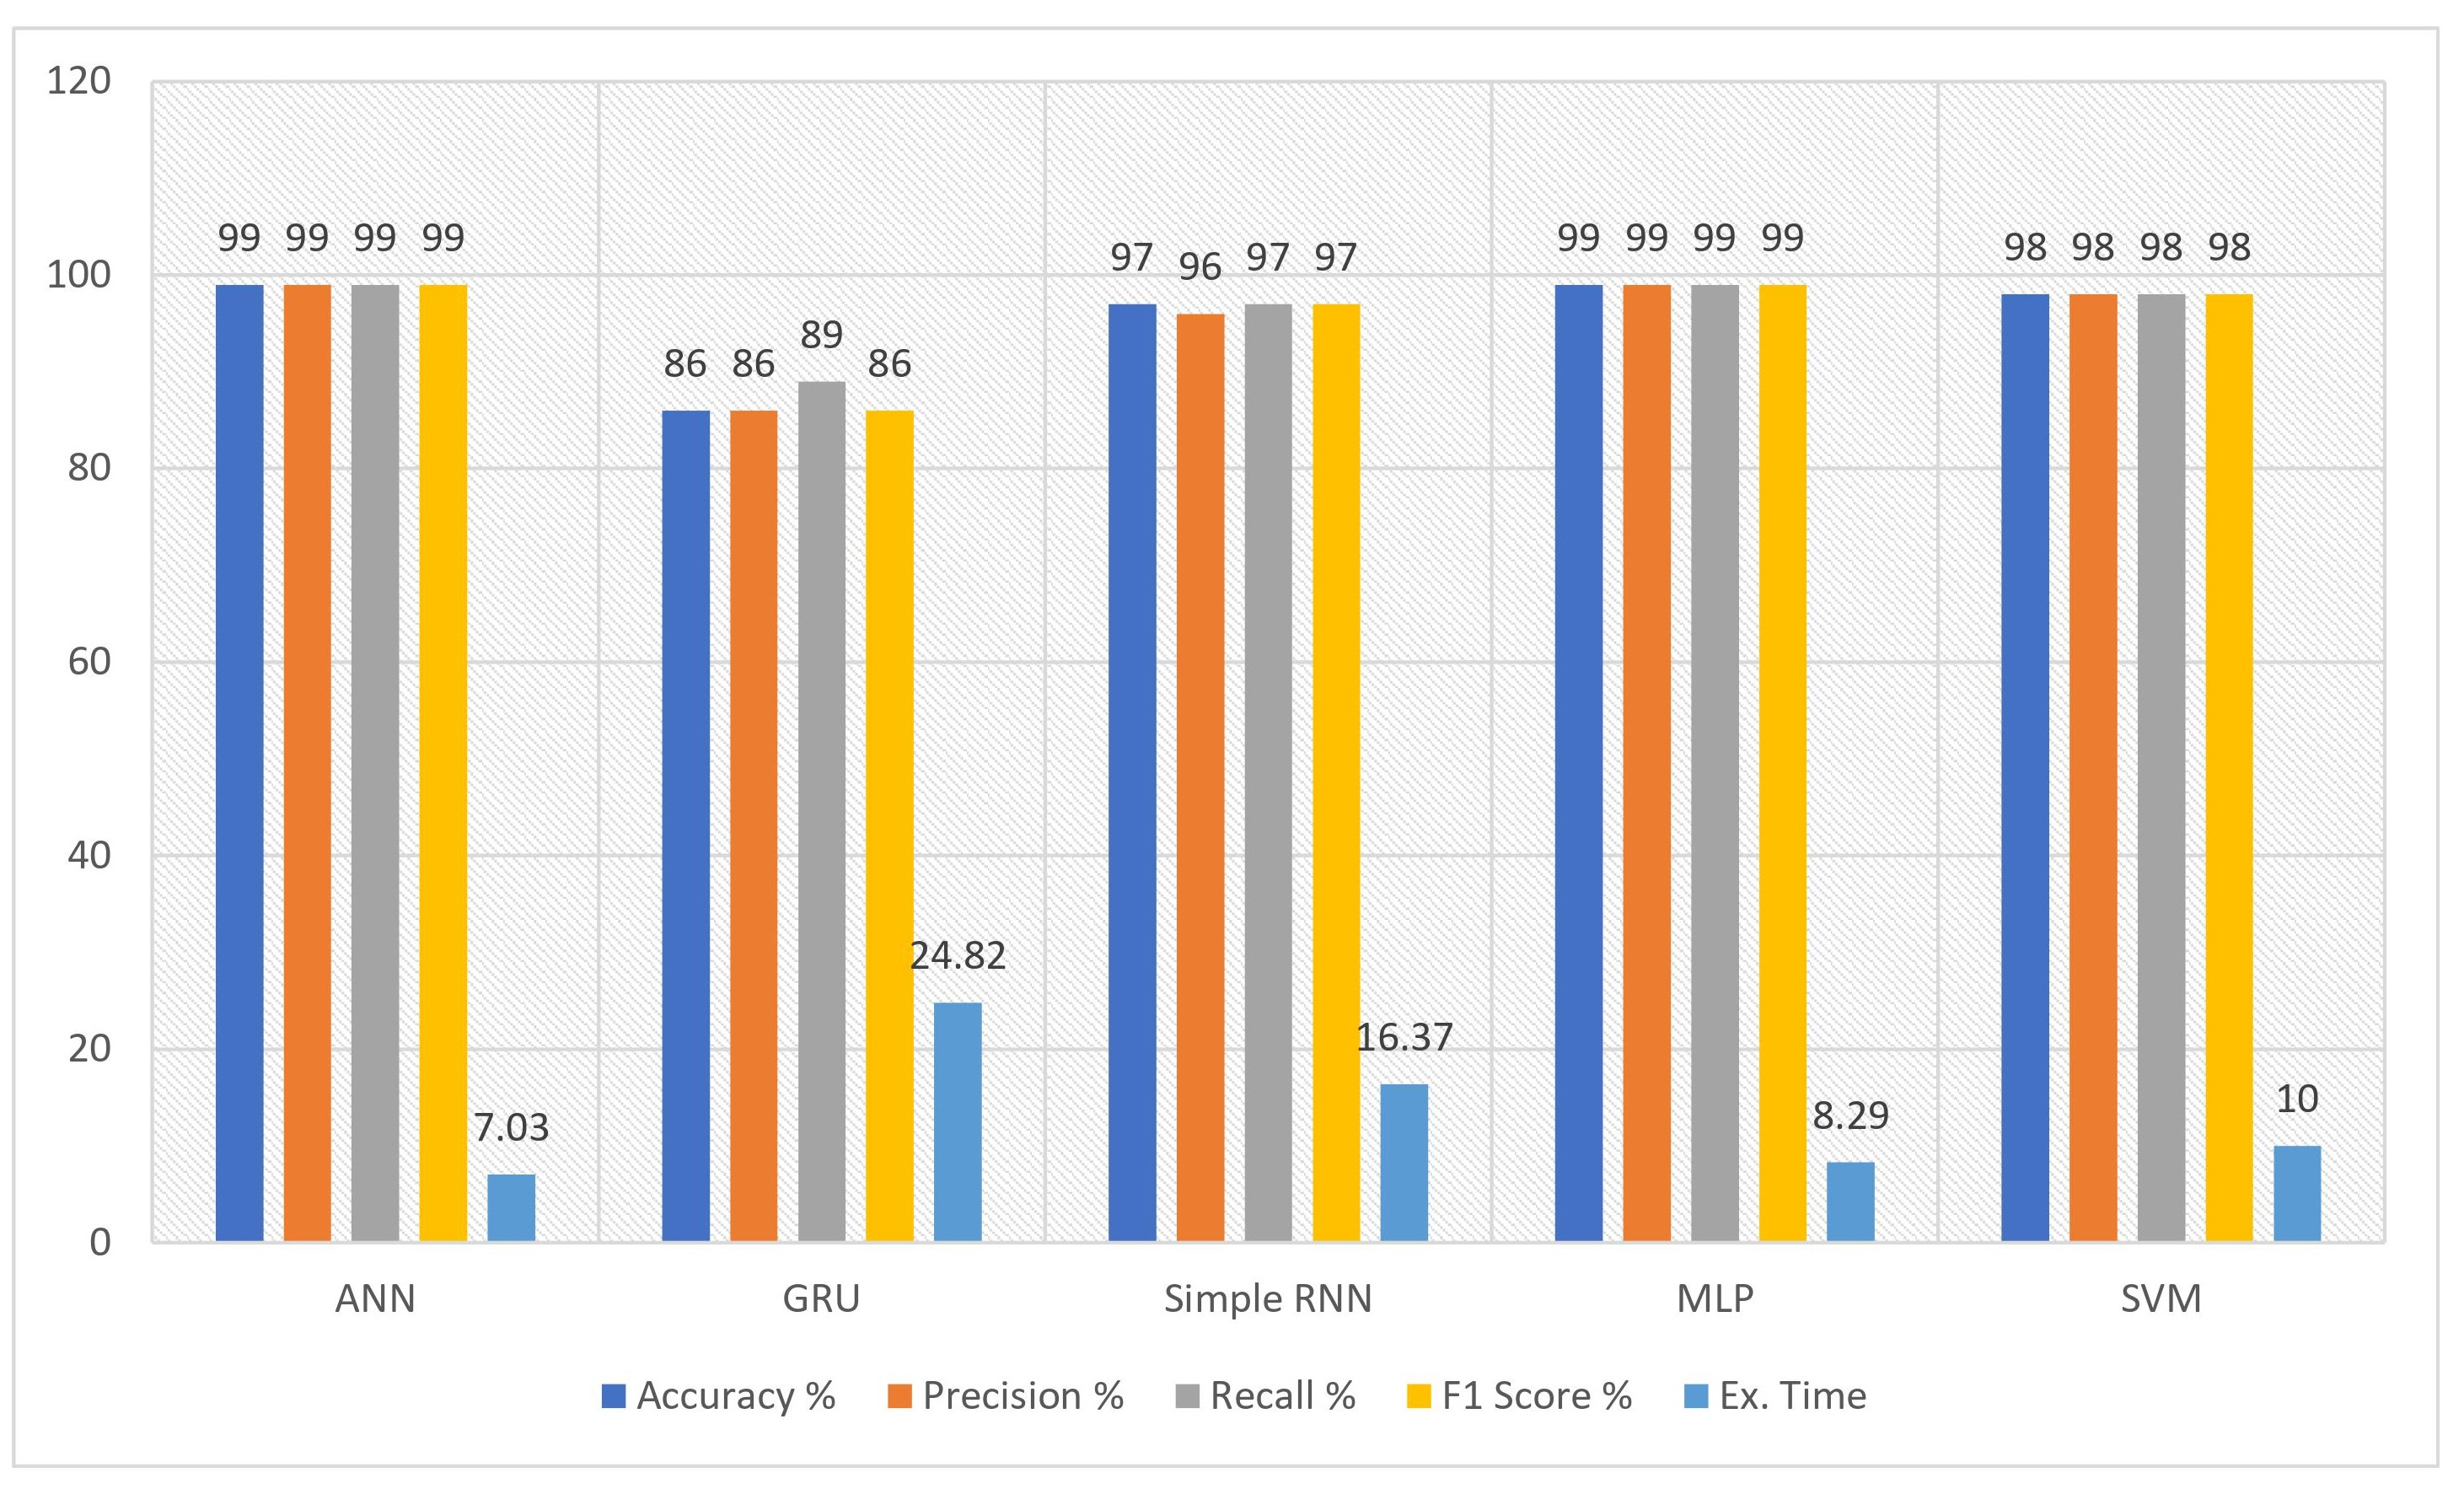 120
100
80
60
40
20
0
99 99 99 99 7.03
86 86 89 86 24.82
97 96 97 97 16.37
99 99 99 99 8.29
98 98 98 98 10
ANN GRU Simple RNN MLP SVM
Accuracy % Precision % Recall % F1 Score % Ex. Time